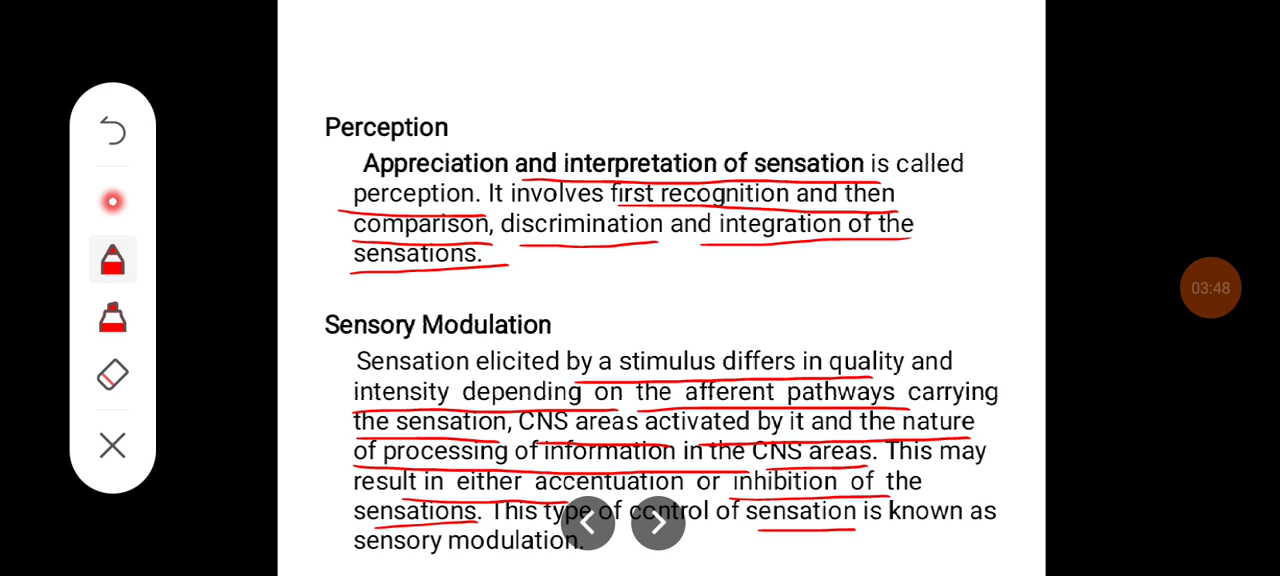 Perception
Appreciation and interpretation of sensation is called
perception. It involves first recognition and then
comparison, discrimination and integration of the
sensations.
03:48
Sensory Modulation
Sensation elicited by a stimulus differs in quality and
intensity depending on the afferent pathways carrying
the sensation, CNS areas activated by it and the nature
of processing of information in the CNS areas. This may
result in either accentuation or inhibition of the
sensations. This type of control of sensation is known as
sensory modulation.